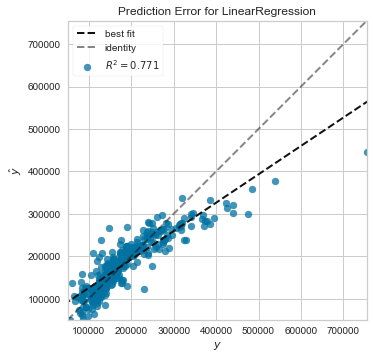 Prediction Error for LinearRegression
best fit
identity
R² = 0.771
700000
600000
500000
400000
300000
200000
100000
ŷ
100000 200000 300000 400000 500000 600000 700000
y